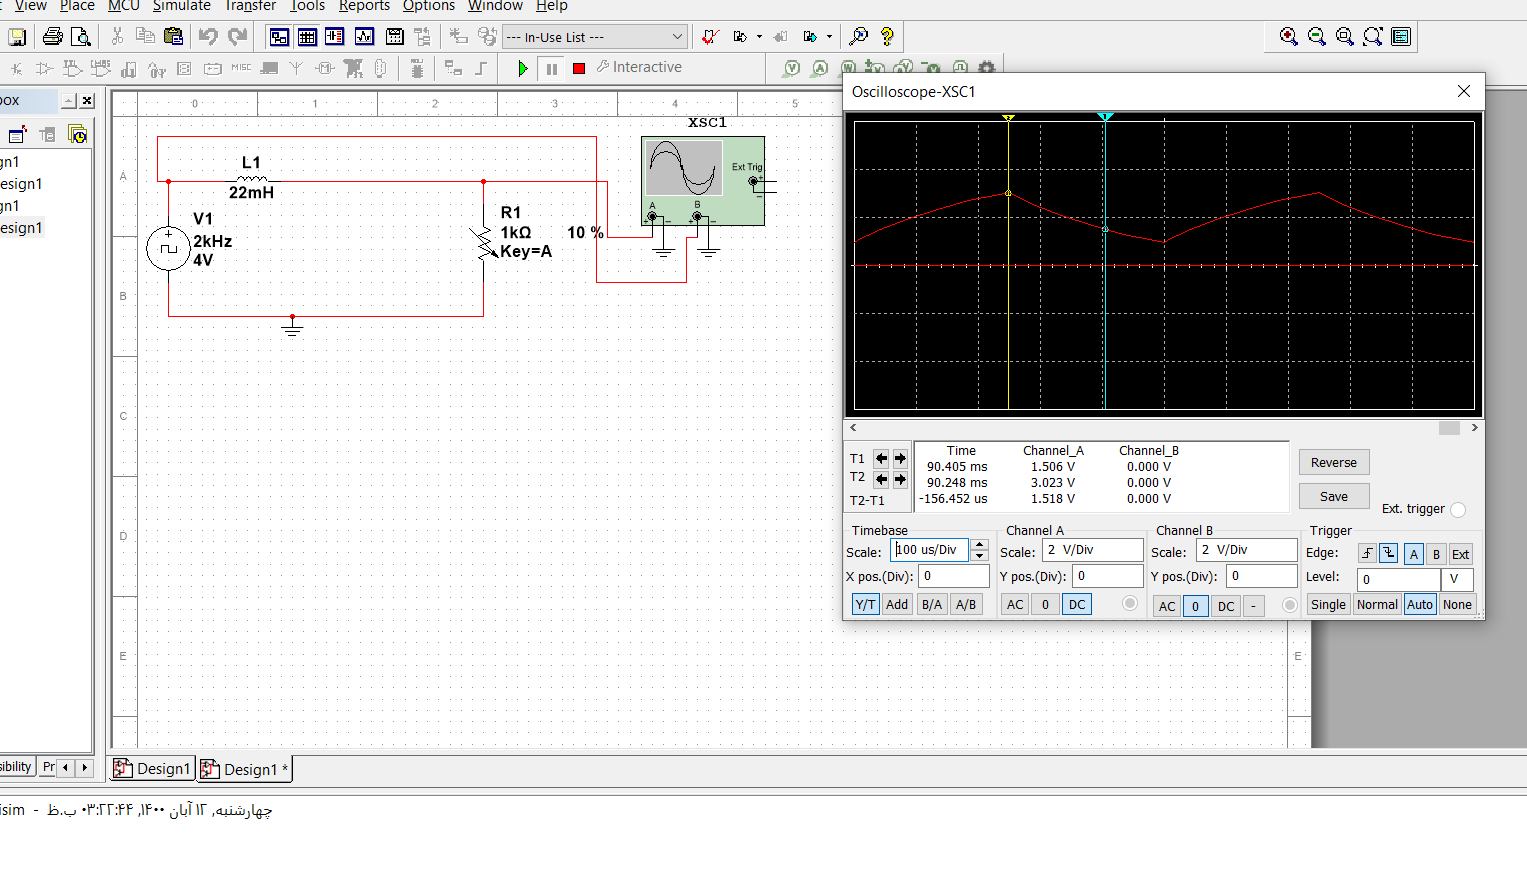 View Place MCU Simulate Transfer Tools Reports Options Window Help
--- In-Use List ---
MISC
Interactive
box
gn1
esign1
gn1
esign1
0 1 2 3 4 5
A
B
C
D
E
E
L1
22mH
V1
2kHz
4V
R1
1kΩ
Key=A
10 %
XSC1
Ext Trig
A
B
Oscilloscope-XSC1
T1
T2
T2-T1
Time Channel_A Channel_B
90.405 ms 1.506 V 0.000 V
90.248 ms 3.023 V 0.000 V
-156.452 us 1.518 V 0.000 V
Reverse
Save
Ext. trigger
Timebase
Scale: 100 us/Div
X pos.(Div): 0
Y/T Add B/A A/B
Channel A
Scale: 2 V/Div
Y pos.(Div): 0
AC 0 DC
Channel B
Scale: 2 V/Div
Y pos.(Div): 0
AC 0 DC -
Trigger
Edge: A B Ext
Level: 0 V
Single Normal Auto None
sibility Pr
Design1 Design1 *
isim - چهارشنبه, ۱۲ آبان ۱۴۰۰, ۰۳:۲۲:۴۴ ب.ظ